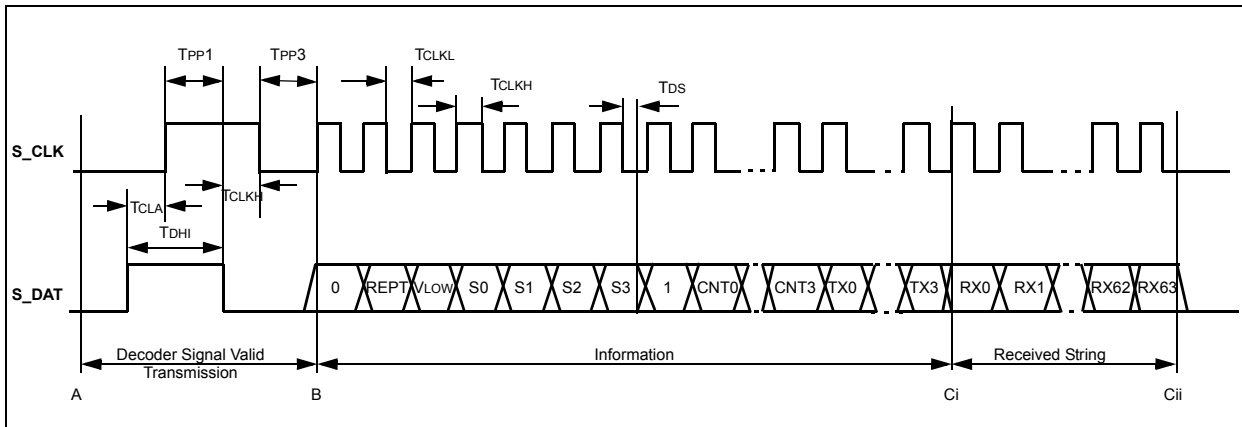 TPP1 TPP3 TCLKL
TCLKH TDS
S_CLK
TCLKH
TCLA
TDHI
S_DAT 0 REPT VLOW S0 S1 S2 S3 1 CNT0 CNT3 TX0 TX3 RX0 RX1 RX62 RX63
Decoder Signal Valid Information Received String
Transmission
A B Ci Cii